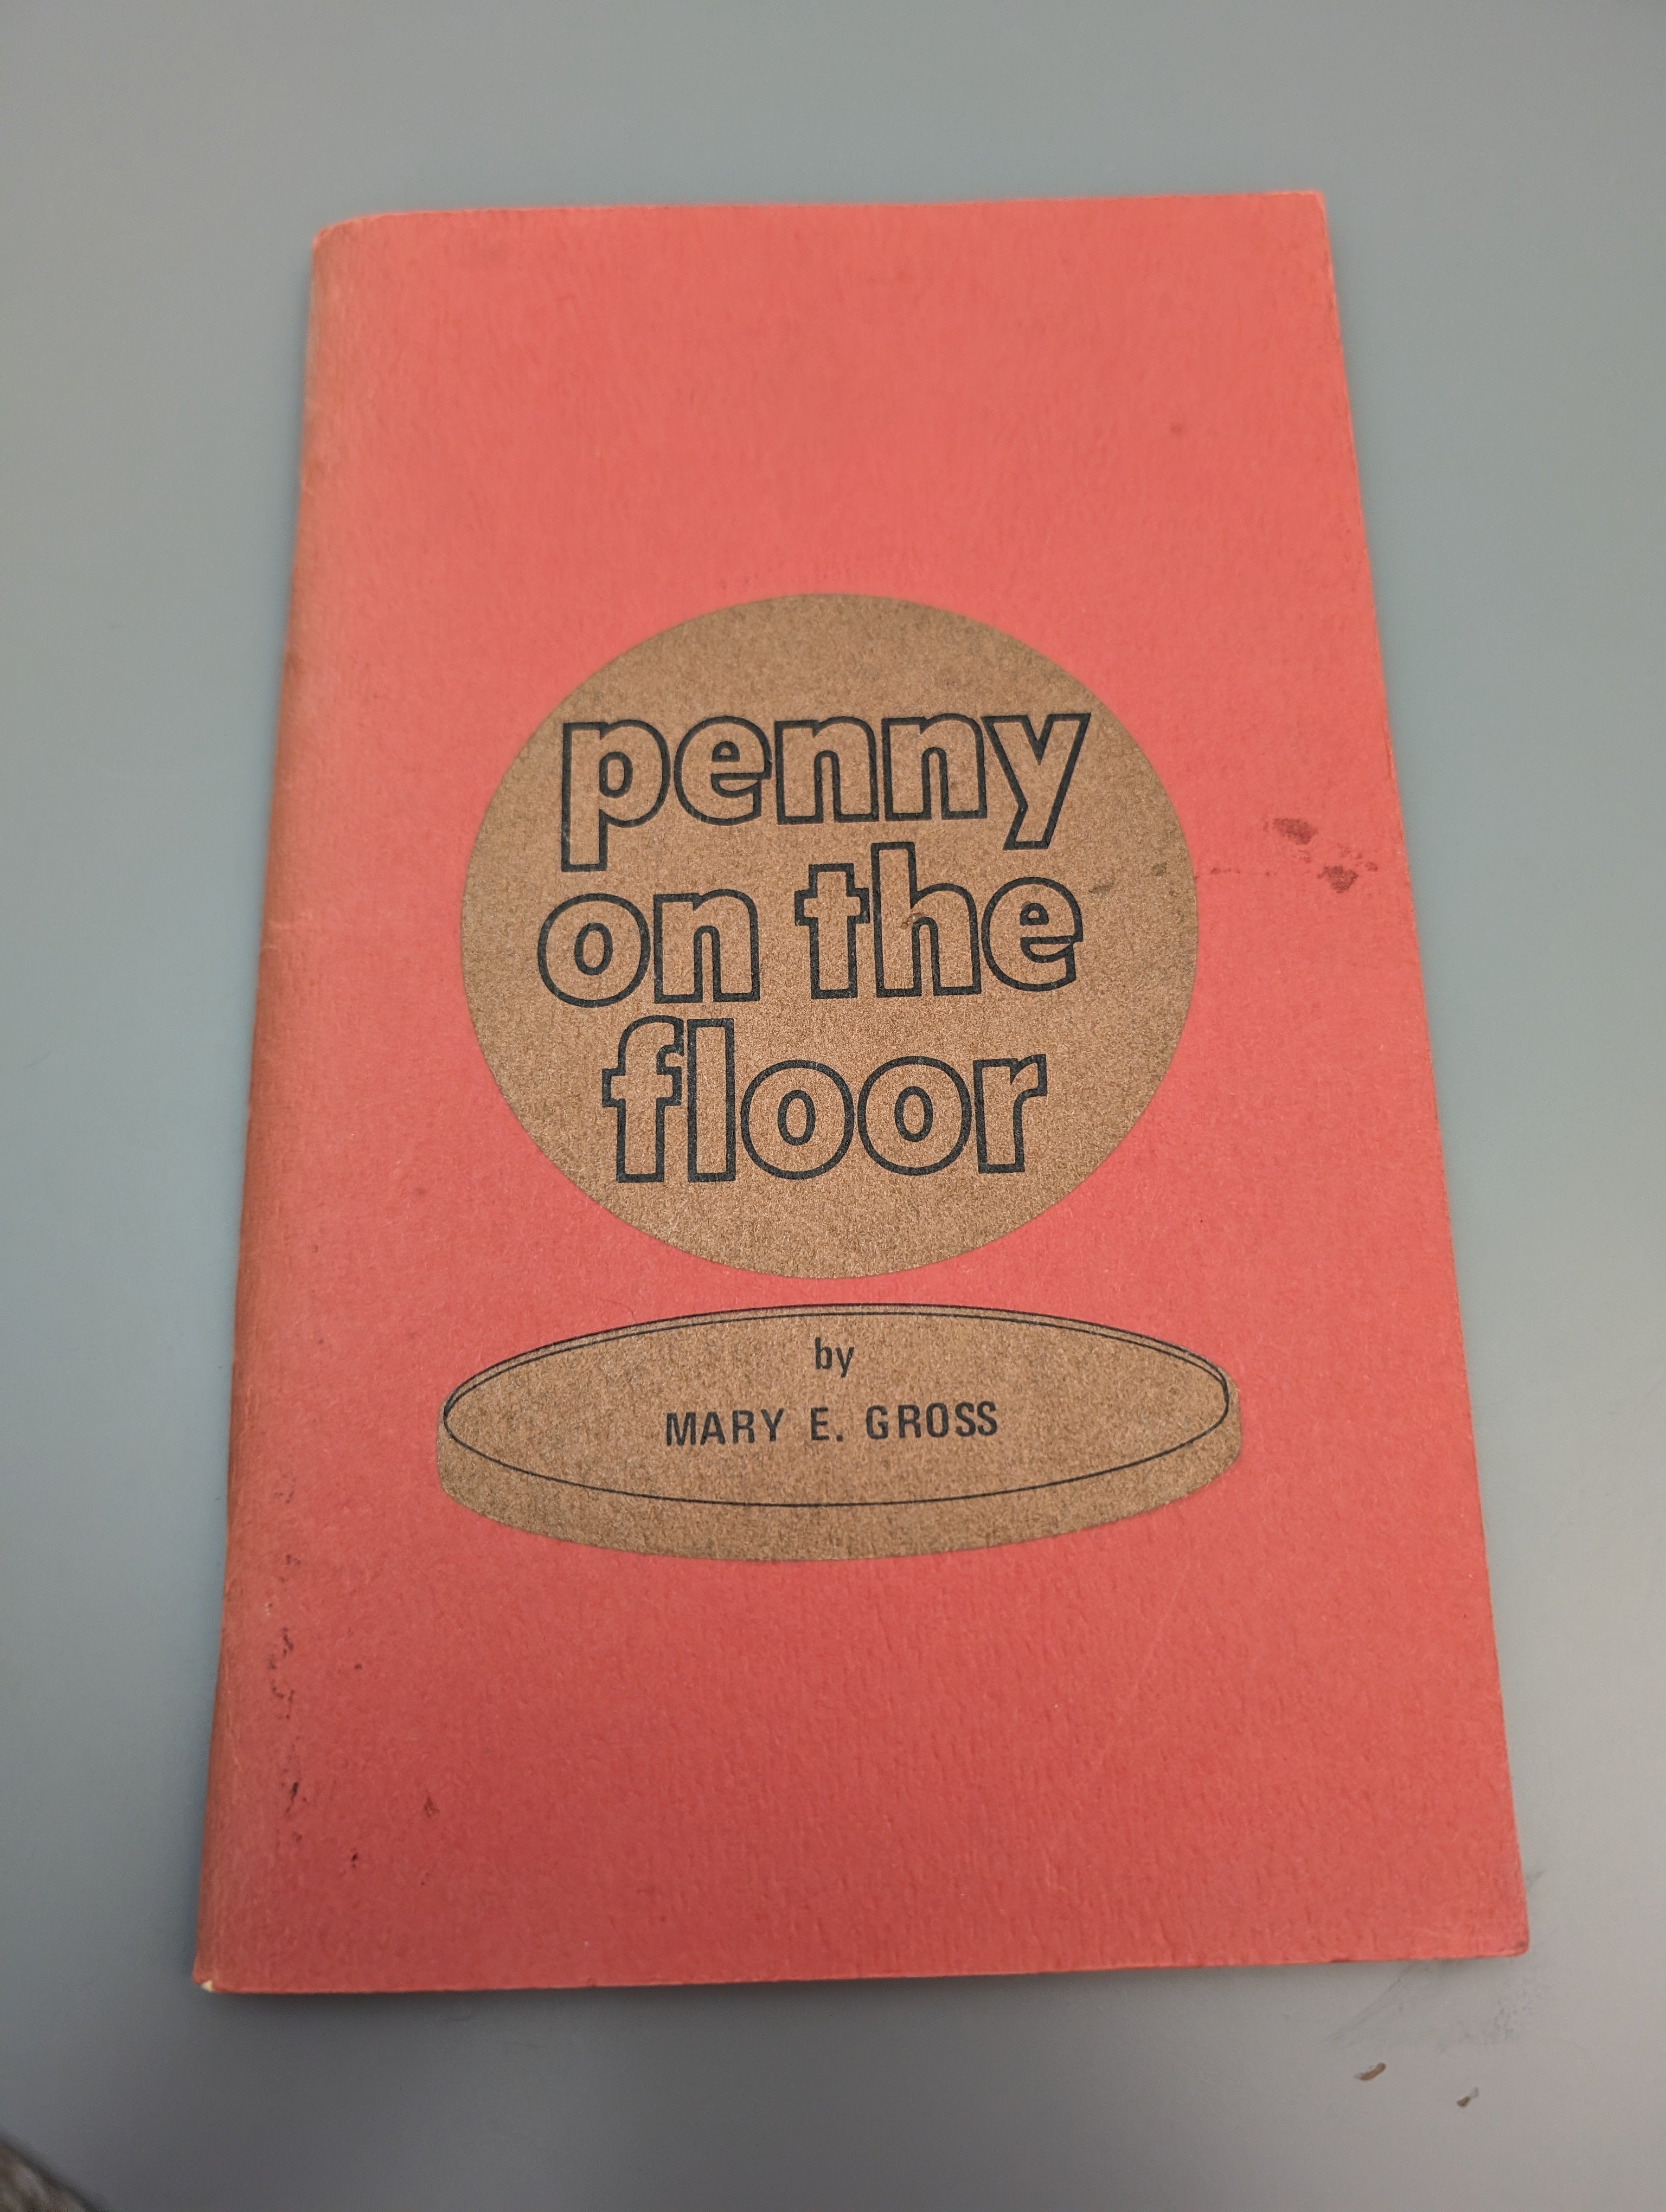 penny
on the
floor
by
MARY E. GROSS